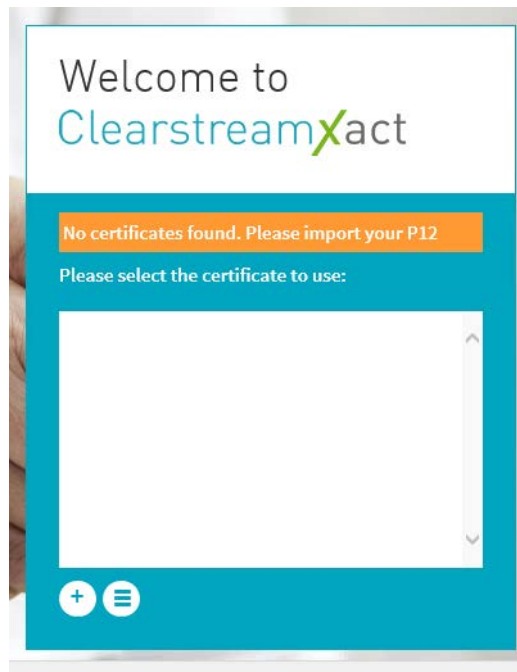 Welcome to
ClearstreamXact
No certificates found. Please import your P12
Please select the certificate to use: